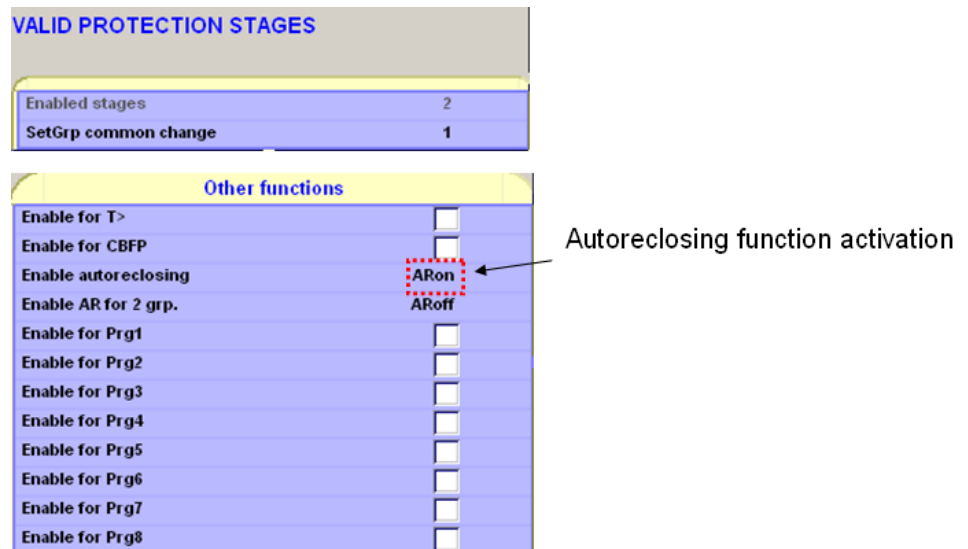 VALID PROTECTION STAGES
Enabled stages 2
SetGrp common change 1
Other functions
Enable for T>
Enable for CBFP
Enable autoreclosing ARon
Autoreclosing function activation
Enable AR for 2 grp. ARoff
Enable for Prg1
Enable for Prg2
Enable for Prg3
Enable for Prg4
Enable for Prg5
Enable for Prg6
Enable for Prg7
Enable for Prg8